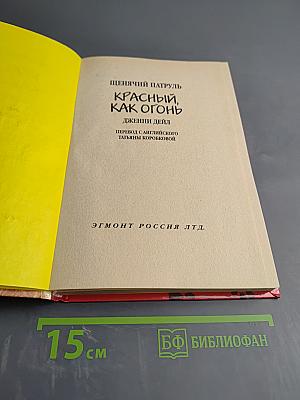 ЩЕНЯЧИЙ ПАТРУЛЬ
КРАСНЫЙ,
КАК ОГОНЬ
ДЖЕННИ ДЕЙЛ
ПЕРЕВОД С АНГЛИЙСКОГО
ТАТЬЯНЫ КОРОБКОВОЙ
ЭГМОНТ РОССИЯ ЛТД.
15 см
БФ БИБЛИОФАН